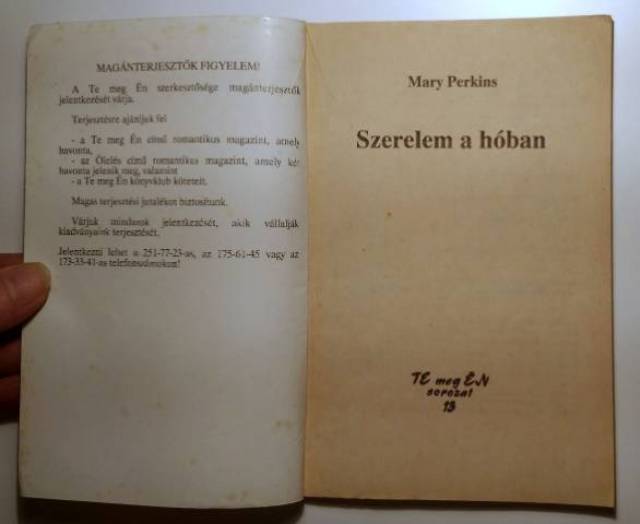 MAGÁNTERJESZTŐK FIGYELEM!
A Te meg Én szerkesztősége magánterjesztők
jelentkezését várja.
Terjesztésre ajánljuk fel
- a Te meg Én című romantikus magazint, amely
havonta,
- az Ölelés című romantikus magazint, amely két
havonta jelenik meg, valamint
- a Te meg Én könyvklub köteteit.
Magas terjesztési jutalékot biztosítunk.
Várjuk mindazok jelentkezését, akik vállalják
kiadványaink terjesztését.
Jelentkezni lehet a 251-77-23-as, az 175-61-45 vagy az
173-33-41-as telefonszámokon!
Mary Perkins
Szerelem a hóban
TE meg ÉN
sorozat
13